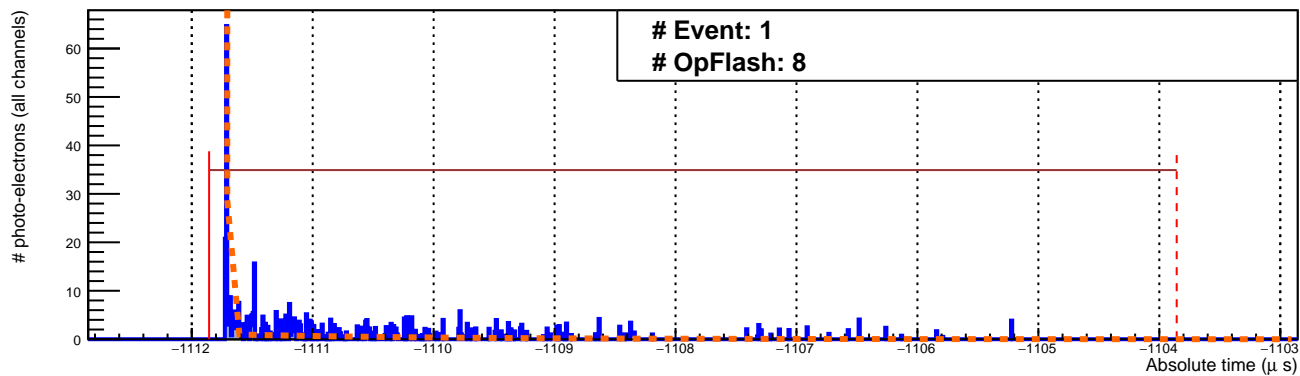 # Event: 1
# OpFlash: 8
# photo-electrons (all channels)
60
50
40
30
20
10
0
−1112 −1111 −1110 −1109 −1108 −1107 −1106 −1105 −1104 −1103
Absolute time (μ s)